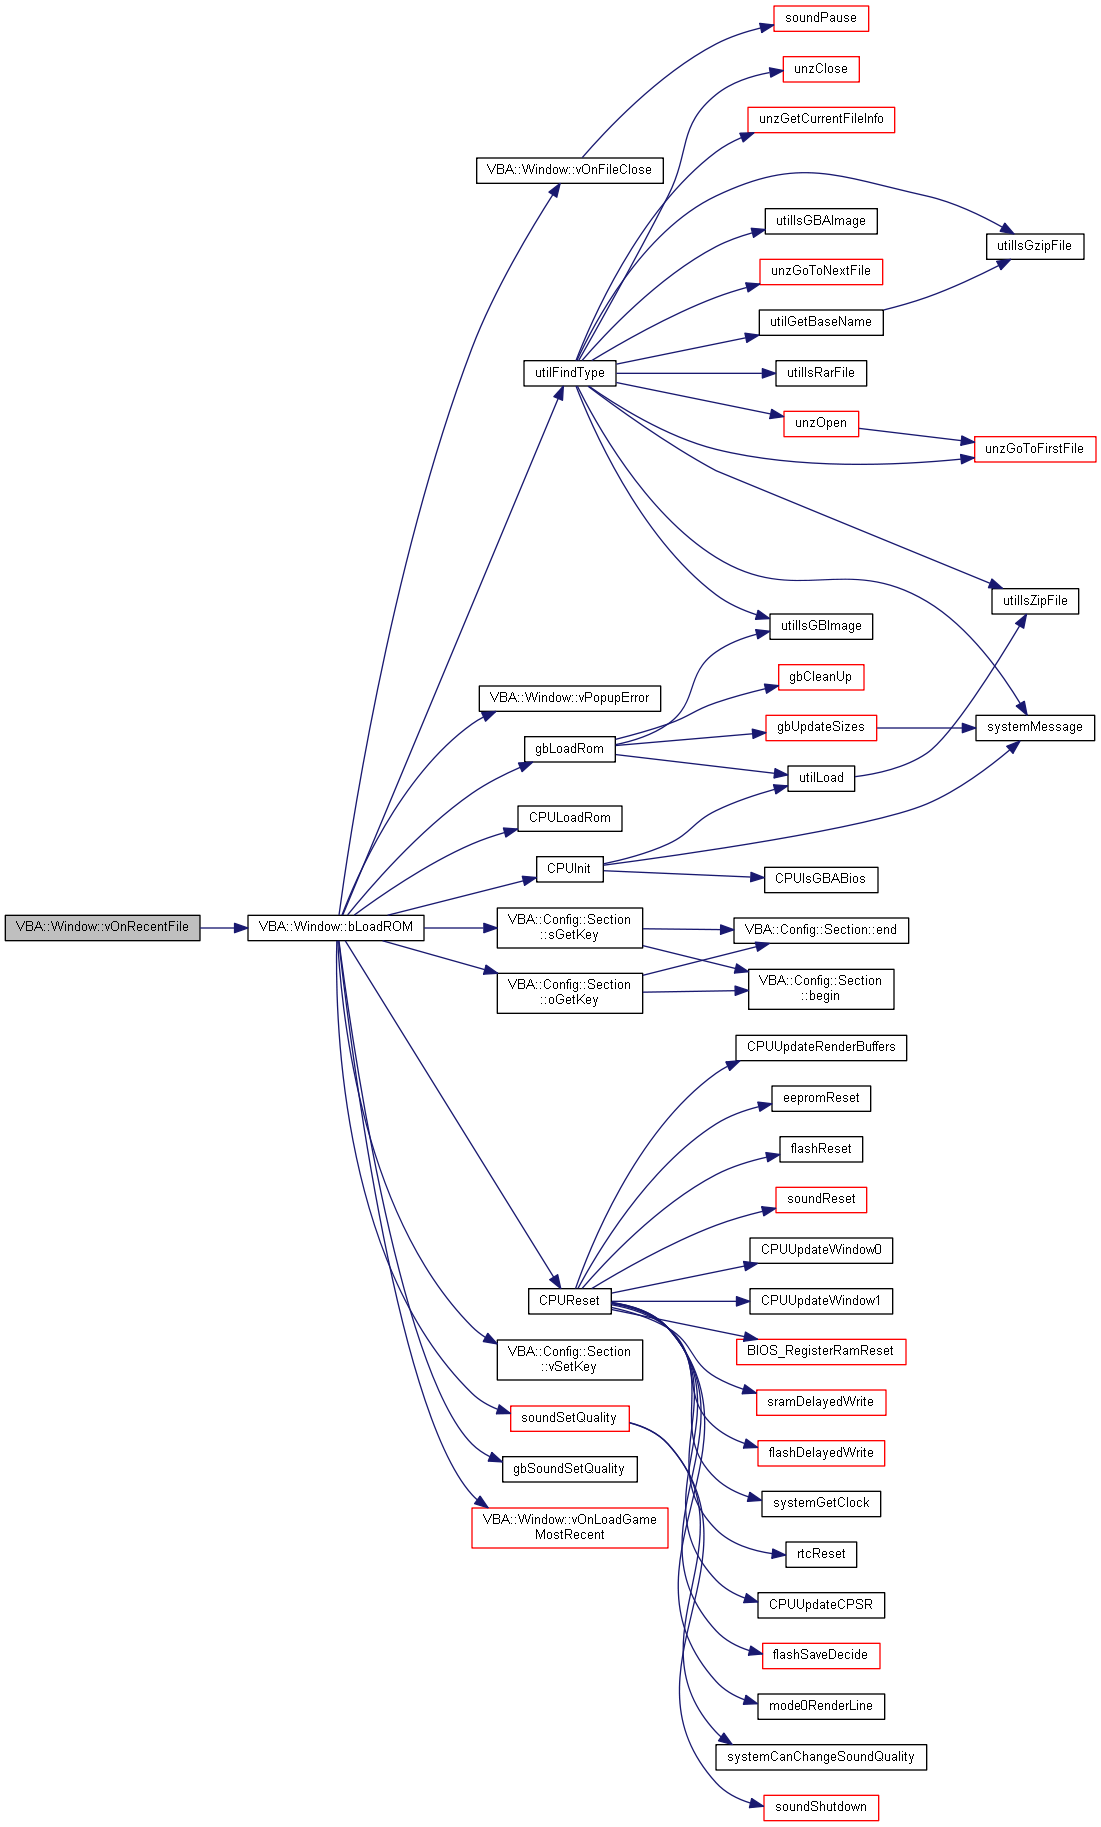 soundPause
unzClose
unzGetCurrentFileInfo
VBA::Window::vOnFileClose
utilIsGBAImage
utilIsGzipFile
unzGoToNextFile
utilGetBaseName
utilFindType
utilIsRarFile
unzOpen
unzGoToFirstFile
utilIsZipFile
utilIsGBImage
gbCleanUp
VBA::Window::vPopupError
gbUpdateSizes
systemMessage
gbLoadRom
utilLoad
CPULoadRom
CPUInit
CPUIsGBABios
VBA::Window::vOnRecentFile
VBA::Window::bLoadROM
VBA::Config::Section
::sGetKey
VBA::Config::Section::end
VBA::Config::Section
::oGetKey
VBA::Config::Section
::begin
CPUUpdateRenderBuffers
eepromReset
flashReset
soundReset
CPUUpdateWindow0
CPUReset
CPUUpdateWindow1
BIOS_RegisterRamReset
VBA::Config::Section
::vSetKey
sramDelayedWrite
soundSetQuality
flashDelayedWrite
gbSoundSetQuality
systemGetClock
VBA::Window::vOnLoadGame
MostRecent
rtcReset
CPUUpdateCPSR
flashSaveDecide
mode0RenderLine
systemCanChangeSoundQuality
soundShutdown